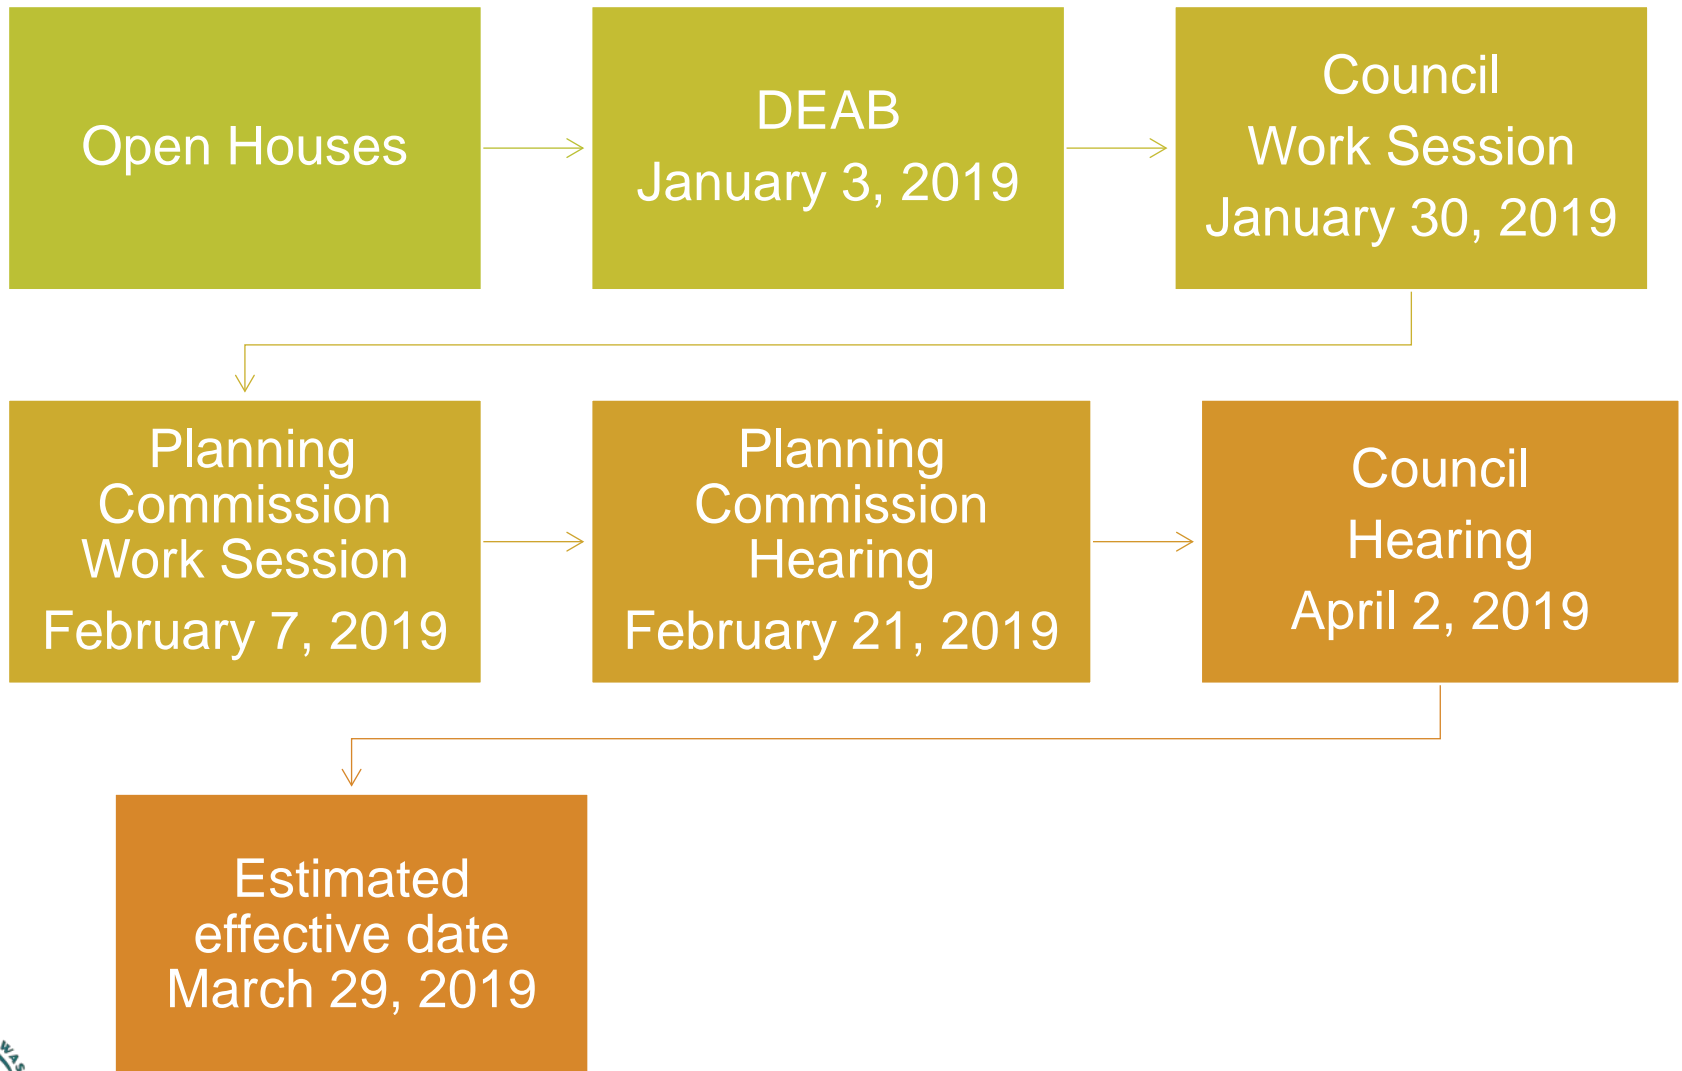 Open Houses
DEAB
January 3, 2019
Council
Work Session
January 30, 2019
Planning
Commission
Work Session
February 7, 2019
Planning
Commission
Hearing
February 21, 2019
Council
Hearing
April 2, 2019
Estimated
effective date
March 29, 2019